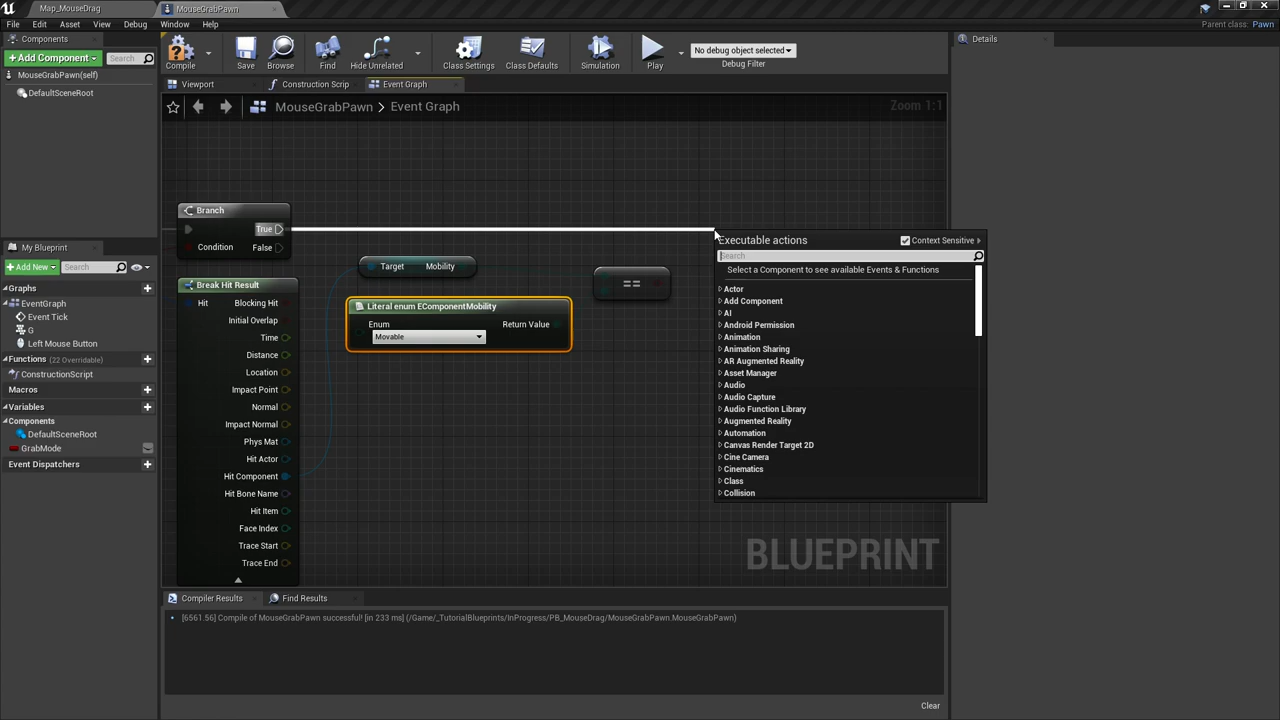 Map_MouseDrag
MouseGrabPawn
File Edit Asset View Debug Window Help
Parent class: Pawn
Components
+Add Component
Search
MouseGrabPawn(self)
DefaultSceneRoot
Compile
Save
Browse
Find
Hide Unrelated
Class Settings
Class Defaults
Simulation
Play
No debug object selected
Debug Filter
Details
Viewport
Construction Scrip
Event Graph
MouseGrabPawn > Event Graph
Zoom 1:1
Branch
True
Condition
False
Break Hit Result
Hit
Blocking Hit
Initial Overlap
Time
Distance
Location
Impact Point
Normal
Impact Normal
Phys Mat
Hit Actor
Hit Component
Hit Bone Name
Hit Item
Face Index
Trace Start
Trace End
Target Mobility
Literal enum EComponentMobility
Enum
Return Value
Movable
==
Executable actions
Context Sensitive
Search
Select a Component to see available Events & Functions
Actor
Add Component
AI
Android Permission
Animation
Animation Sharing
AR Augmented Reality
Asset Manager
Audio
Audio Capture
Audio Function Library
Augmented Reality
Automation
Canvas Render Target 2D
Cine Camera
Cinematics
Class
Collision
BLUEPRINT
My Blueprint
+Add New
Search
Graphs
EventGraph
Event Tick
G
Left Mouse Button
Functions (22 Overridable)
ConstructionScript
Macros
Variables
Components
DefaultSceneRoot
GrabMode
Event Dispatchers
Compiler Results
Find Results
[6561.56] Compile of MouseGrabPawn successful! [in 233 ms] (/Game/_TutorialBlueprints/InProgress/PB_MouseDrag/MouseGrabPawn.MouseGrabPawn)
Clear